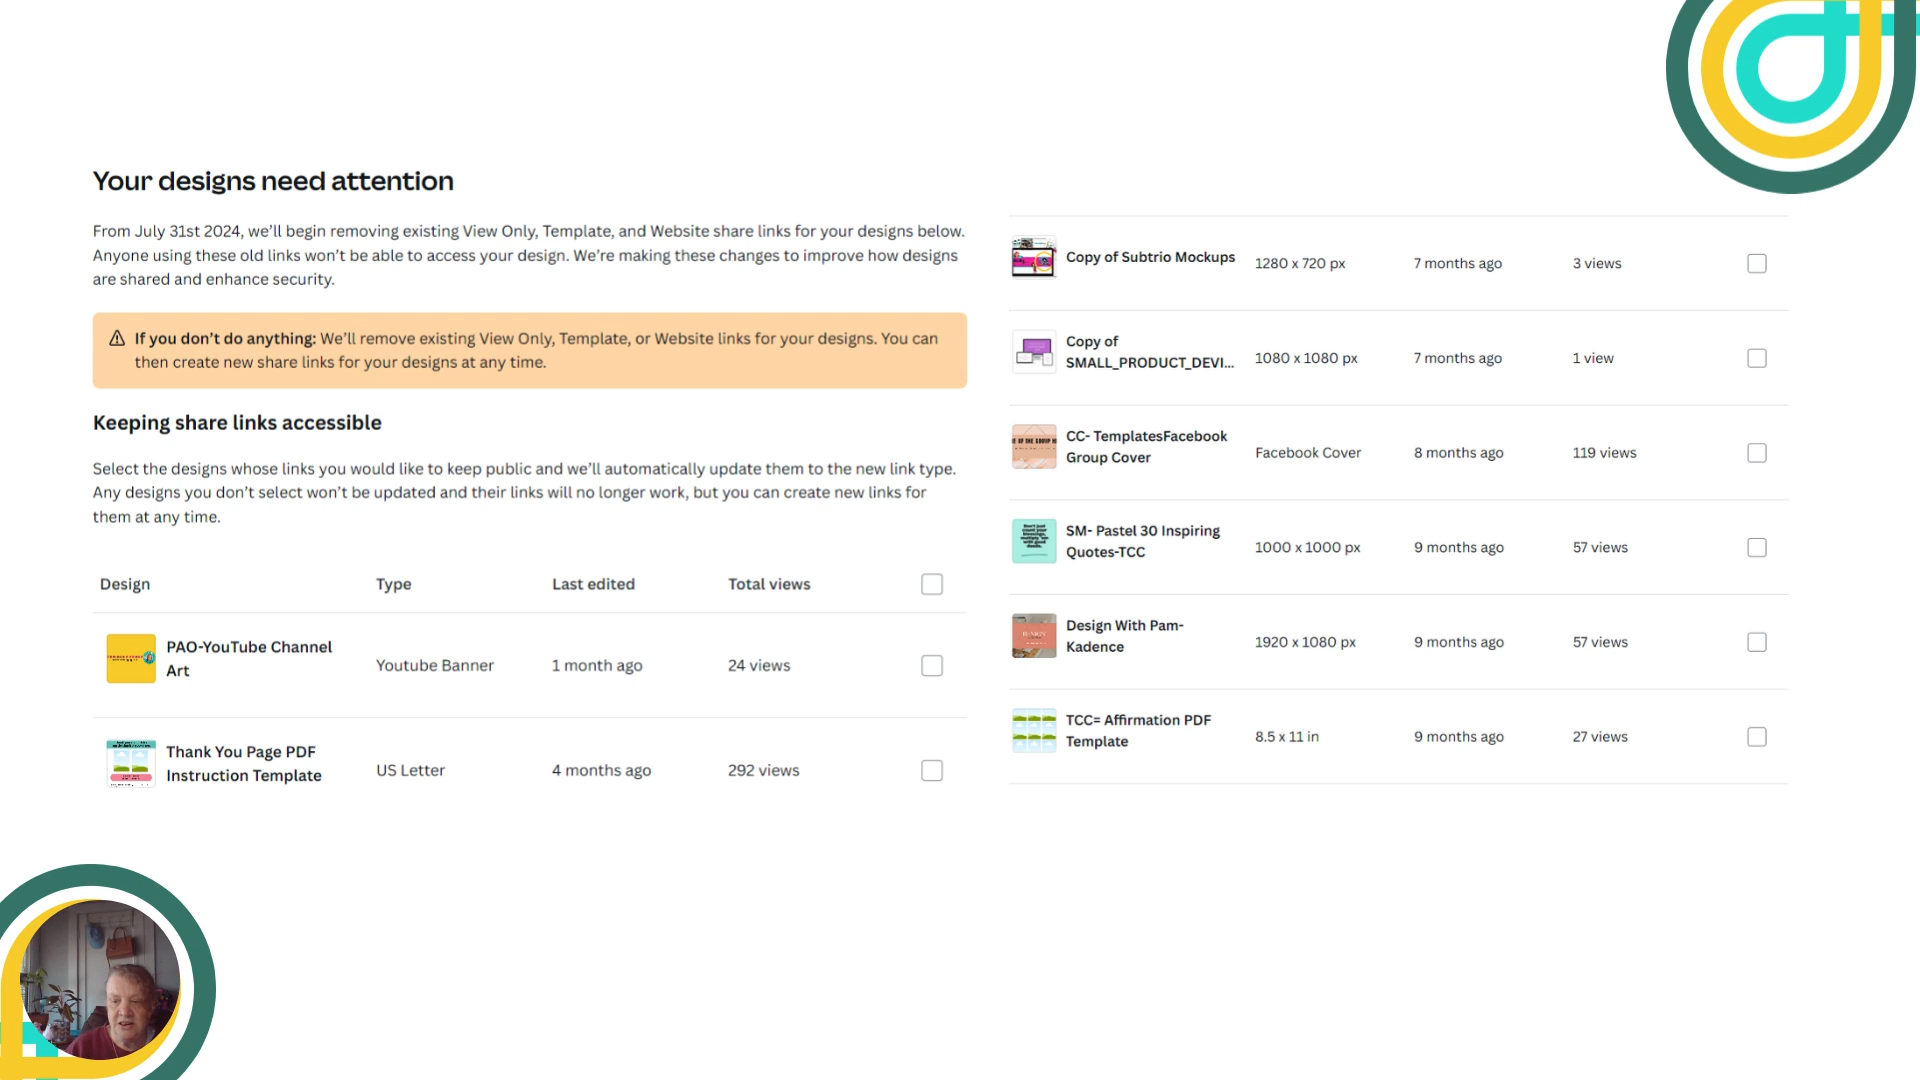 Your designs need attention
From July 31st 2024, we’ll begin removing existing View Only, Template, and Website share links for your designs below.
Anyone using these old links won’t be able to access your design. We’re making these changes to improve how designs
are shared and enhance security.
If you don’t do anything: We’ll remove existing View Only, Template, or Website links for your designs. You can
then create new share links for your designs at any time.
Keeping share links accessible
Select the designs whose links you would like to keep public and we’ll automatically update them to the new link type.
Any designs you don’t select won’t be updated and their links will no longer work, but you can create new links for
them at any time.
Design Type Last edited Total views
PAO-YouTube Channel
Art
Youtube Banner 1 month ago 24 views
Thank You Page PDF
Instruction Template
US Letter 4 months ago 292 views
Copy of Subtrio Mockups 1280 x 720 px 7 months ago 3 views
Copy of
SMALL_PRODUCT_DEVI...
1080 x 1080 px 7 months ago 1 view
CC- TemplatesFacebook
Group Cover
Facebook Cover 8 months ago 119 views
SM- Pastel 30 Inspiring
Quotes-TCC
1000 x 1000 px 9 months ago 57 views
Design With Pam-
Kadence
1920 x 1080 px 9 months ago 57 views
TCC= Affirmation PDF
Template
8.5 x 11 in 9 months ago 27 views